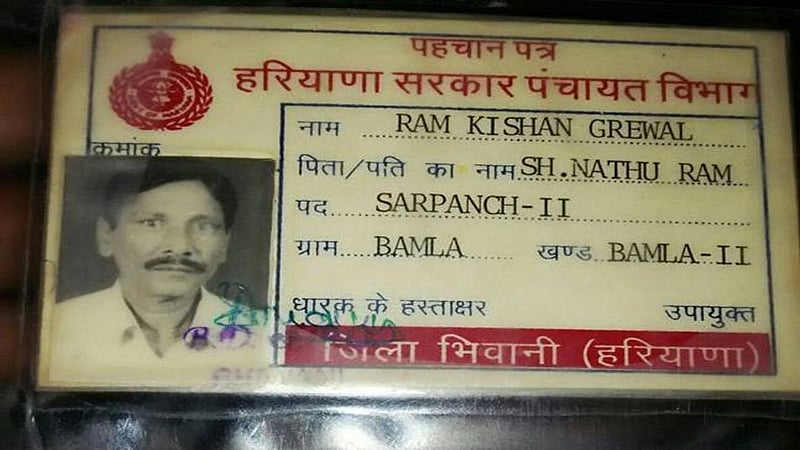 पहचान पत्र
हरियाणा सरकार पंचायत विभाग
क्रमांक
नाम ....RAM KISHAN GREWAL
पिता/पति का नाम.SH.NATHU RAM
पद....SARPANCH-II
ग्राम....BAMLA खण्ड..BAMLA-II
धारक के हस्ताक्षर उपायुक्त
जिला भिवानी (हरियाणा)